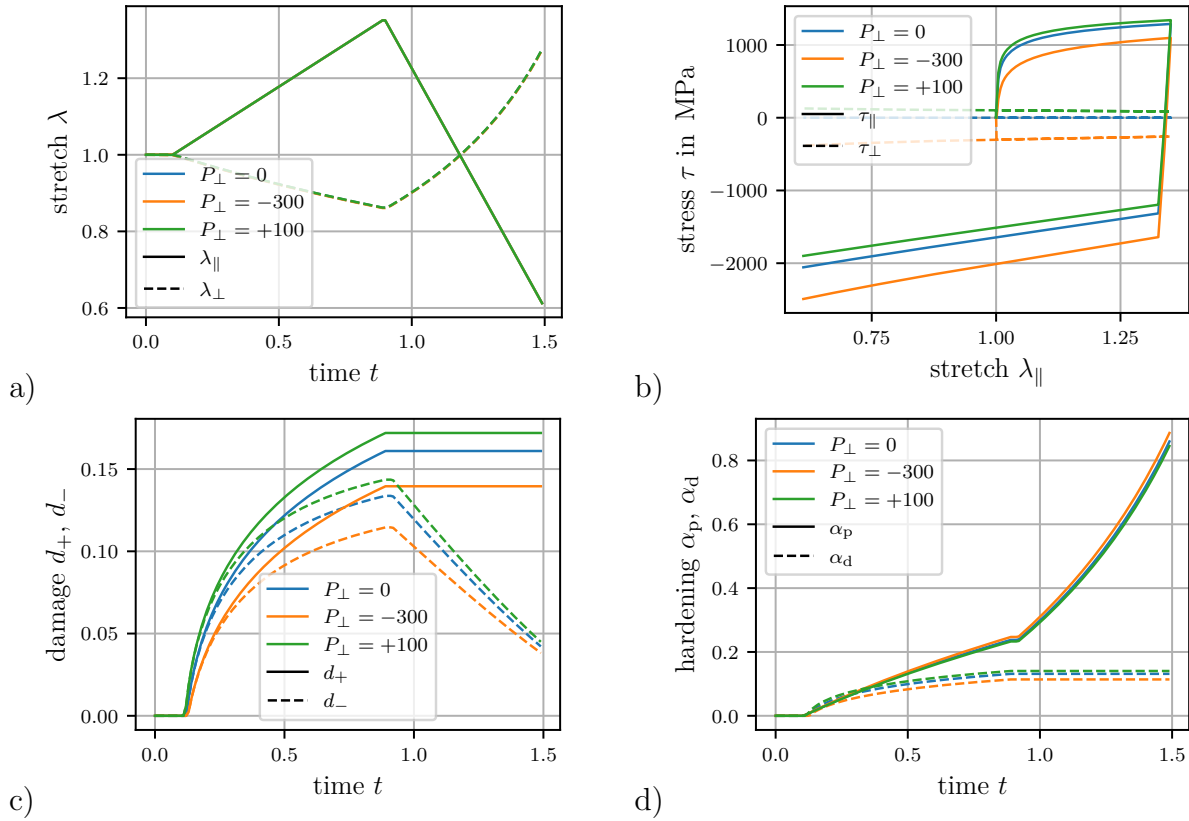 stretch λ
1.2
1.0
0.8
0.6
P⊥ = 0
P⊥ = −300
P⊥ = +100
λ∥
λ⊥
0.0 0.5 1.0 1.5
time t
a)
stress τ in MPa
1000
0
−1000
−2000
P⊥ = 0
P⊥ = −300
P⊥ = +100
τ∥
τ⊥
0.75 1.00 1.25
stretch λ∥
b)
damage d+, d−
0.15
0.10
0.05
0.00
P⊥ = 0
P⊥ = −300
P⊥ = +100
d+
d−
0.0 0.5 1.0 1.5
time t
c)
hardening αp, αd
0.8
0.6
0.4
0.2
0.0
P⊥ = 0
P⊥ = −300
P⊥ = +100
αp
αd
0.0 0.5 1.0 1.5
time t
d)